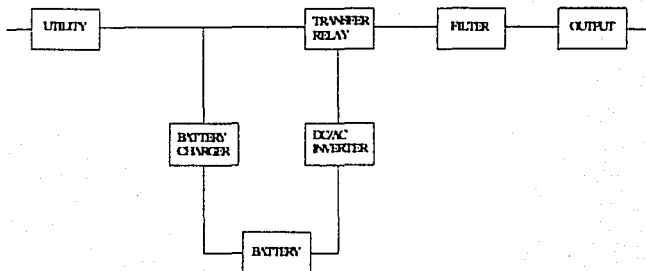 UTILITY
TRANSFER
RELAY
FILTER
OUTPUT
BATTERY
CHARGER
DC/AC
INVERTER
BATTERY